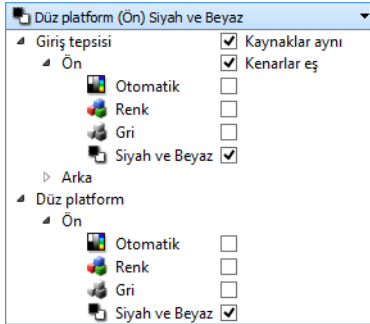 Düz platform (Ön) Siyah ve Beyaz
Giriş tepsisi Kaynaklar aynı
Ön Kenarlar eş
Otomatik
Renk
Gri
Siyah ve Beyaz
Arka
Düz platform
Ön
Otomatik
Renk
Gri
Siyah ve Beyaz